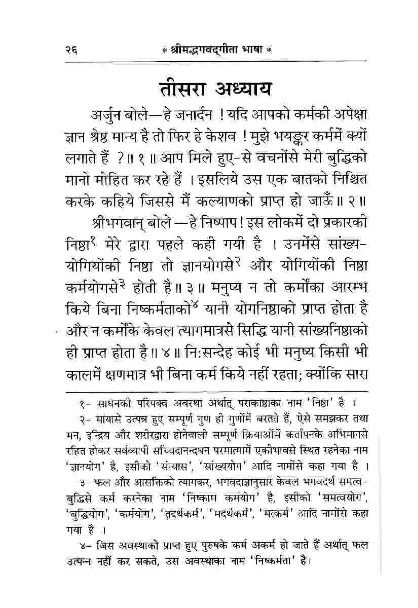 २६ * श्रीमद्भगवद्गीता भाषा *
तीसरा अध्याय
अर्जुन बोले—हे जनार्दन ! यदि आपको कर्मकी अपेक्षा
ज्ञान श्रेष्ठ मान्य है तो फिर हे केशव ! मुझे भयङ्कर कर्ममें क्यों
लगाते हैं ?॥ १ ॥ आप मिले हुए-से वचनोंसे मेरी बुद्धिको
मानो मोहित कर रहे हैं । इसलिये उस एक बातको निश्चित
करके कहिये जिससे मैं कल्याणको प्राप्त हो जाऊँ॥ २॥
श्रीभगवान् बोले—हे निष्पाप ! इस लोकमें दो प्रकारकी
निष्ठा१ मेरे द्वारा पहले कही गयी है । उनमेंसे सांख्य-
योगियोंकी निष्ठा तो ज्ञानयोगसे२ और योगियोंकी निष्ठा
कर्मयोगसे३ होती है॥ ३॥ मनुष्य न तो कर्मोंका आरम्भ
किये बिना निष्कर्मताको४ यानी योगनिष्ठाको प्राप्त होता है
और न कर्मोंके केवल त्यागमात्रसे सिद्धि यानी सांख्यनिष्ठाको
ही प्राप्त होता है॥ ४॥ नि:सन्देह कोई भी मनुष्य किसी भी
कालमें क्षणमात्र भी बिना कर्म किये नहीं रहता; क्योंकि सारा
१– साधनकी परिपक्व अवस्था अर्थात् पराकाष्ठाका नाम 'निष्ठा' है ।
२– मायासे उत्पन्न हुए सम्पूर्ण गुण ही गुणोंमें बरतते हैं, ऐसे समझकर तथा
मन, इन्द्रिय और शरीरद्वारा होनेवाली सम्पूर्ण क्रियाओंमें कर्तापनके अभिमानसे
रहित होकर सर्वव्यापी सच्चिदानन्दघन परमात्मामें एकीभावसे स्थित रहनेका नाम
'ज्ञानयोग' है, इसीको 'संन्यास', 'सांख्ययोग' आदि नामोंसे कहा गया है ।
३– फल और आसक्तिको त्यागकर, भगवदाज्ञानुसार केवल भगवदर्थ समत्व-
बुद्धिसे कर्म करनेका नाम 'निष्काम कर्मयोग' है, इसीको 'समत्वयोग',
'बुद्धियोग', 'कर्मयोग', 'तदर्थकर्म', 'मदर्थकर्म', 'मत्कर्म' आदि नामोंसे कहा
गया है ।
४– जिस अवस्थाको प्राप्त हुए पुरुषके कर्म अकर्म हो जाते हैं अर्थात् फल
उत्पन्न नहीं कर सकते, उस अवस्थाका नाम 'निष्कर्मता' है ।